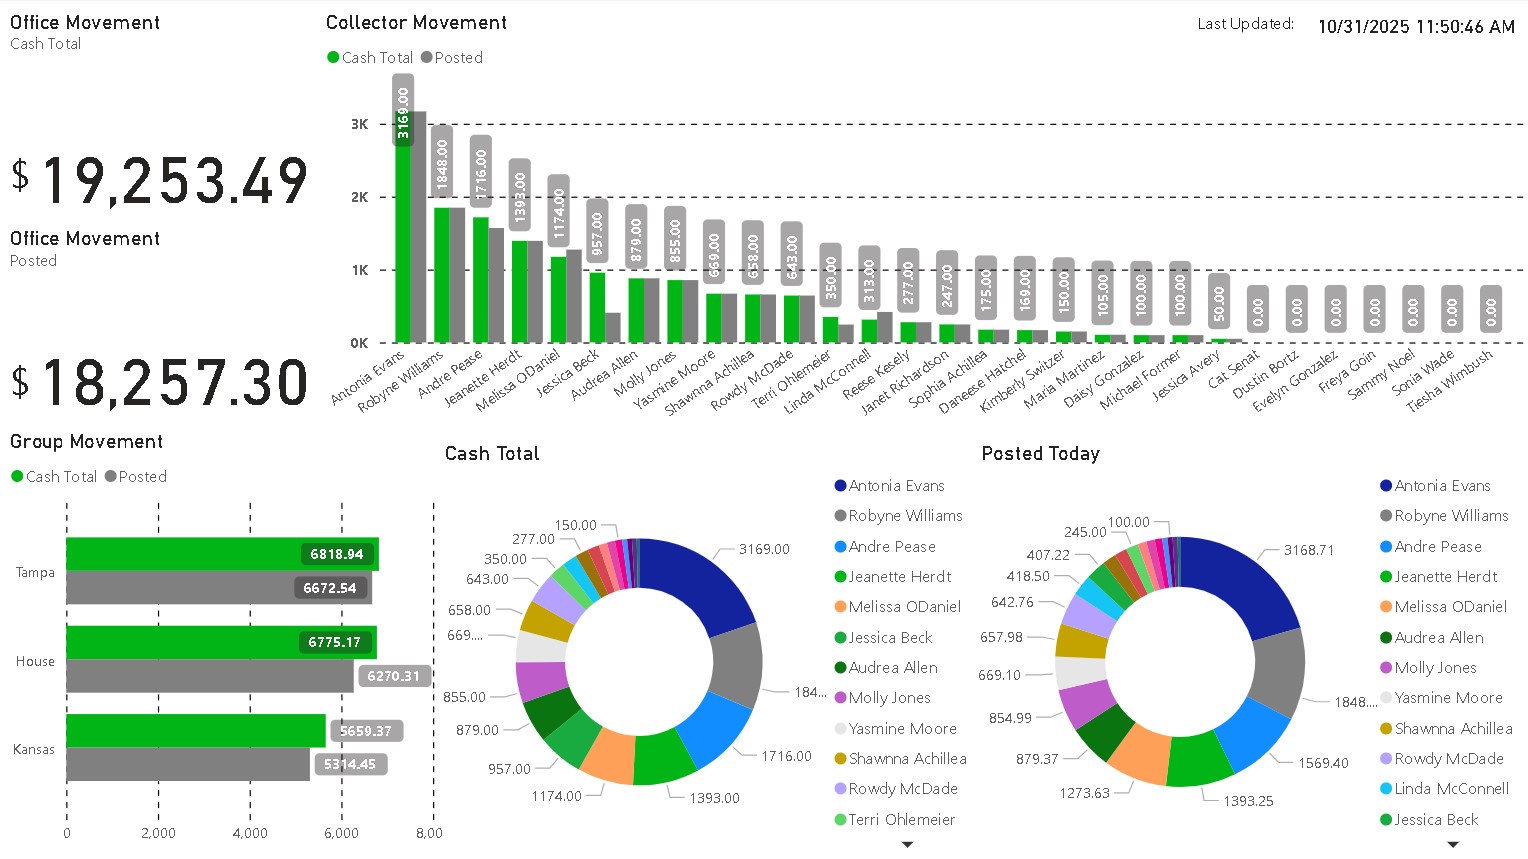 Office Movement
Cash Total
$ 19,253.49
Office Movement
Posted
$ 18,257.30
Collector Movement
Last Updated: 10/31/2025 11:50:46 AM
Cash Total Posted
3K
2K
1K
0K
3169.00 1848.00 1716.00 1393.00 1174.00 957.00 879.00 855.00 669.00 658.00 643.00 350.00 313.00 277.00 247.00 175.00 169.00 150.00 105.00 100.00 100.00 50.00 0.00 0.00 0.00 0.00 0.00 0.00 0.00
Antonia Evans
Robyne Williams
Andre Pease
Jeanette Herdt
Melissa ODaniel
Jessica Beck
Audrea Allen
Molly Jones
Yasmine Moore
Shawnna Achillea
Rowdy McDade
Terri Ohlemeier
Linda McConnell
Reese Kesely
Janet Richardson
Sophia Achillea
Daneese Hatchel
Kimberly Switzer
Maria Martinez
Daisy Gonzalez
Michael Former
Jessica Avery
Cat Senat
Dustin Bortz
Evelyn Gonzalez
Freya Goin
Sammy Noel
Sonia Wade
Tiesha Wimbush
Group Movement
Cash Total Posted
Tampa
6818.94
6672.54
House
6775.17
6270.31
Kansas
5659.37
5314.45
0 2,000 4,000 6,000 8,00
Cash Total
3169.00
184...
1716.00
1393.00
1174.00
957.00
879.00
855.00
669....
658.00
643.00
350.00
277.00
150.00
Antonia Evans
Robyne Williams
Andre Pease
Jeanette Herdt
Melissa ODaniel
Jessica Beck
Audrea Allen
Molly Jones
Yasmine Moore
Shawnna Achillea
Rowdy McDade
Terri Ohlemeier
Posted Today
3168.71
1848....
1569.40
1393.25
1273.63
879.37
854.99
669.10
657.98
642.76
418.50
407.22
245.00
100.00
Antonia Evans
Robyne Williams
Andre Pease
Jeanette Herdt
Melissa ODaniel
Audrea Allen
Molly Jones
Yasmine Moore
Shawnna Achillea
Rowdy McDade
Linda McConnell
Jessica Beck